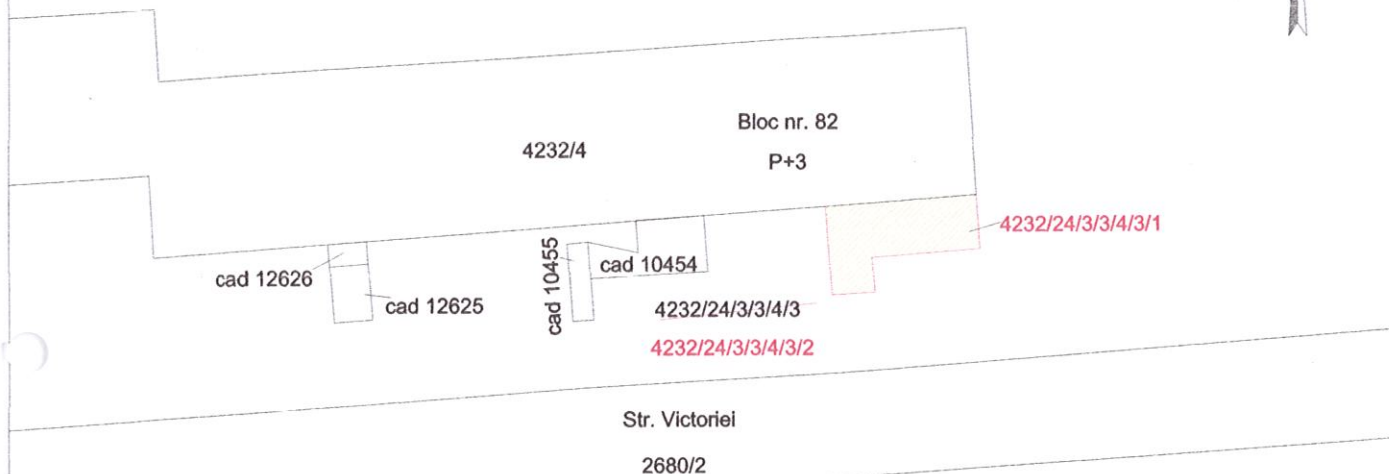 Bloc nr. 82
4232/4
P+3
4232/24/3/3/4/3/1
cad 12626
cad 12625
cad 10455
cad 10454
4232/24/3/3/4/3
4232/24/3/3/4/3/2
Str. Victoriei
2680/2